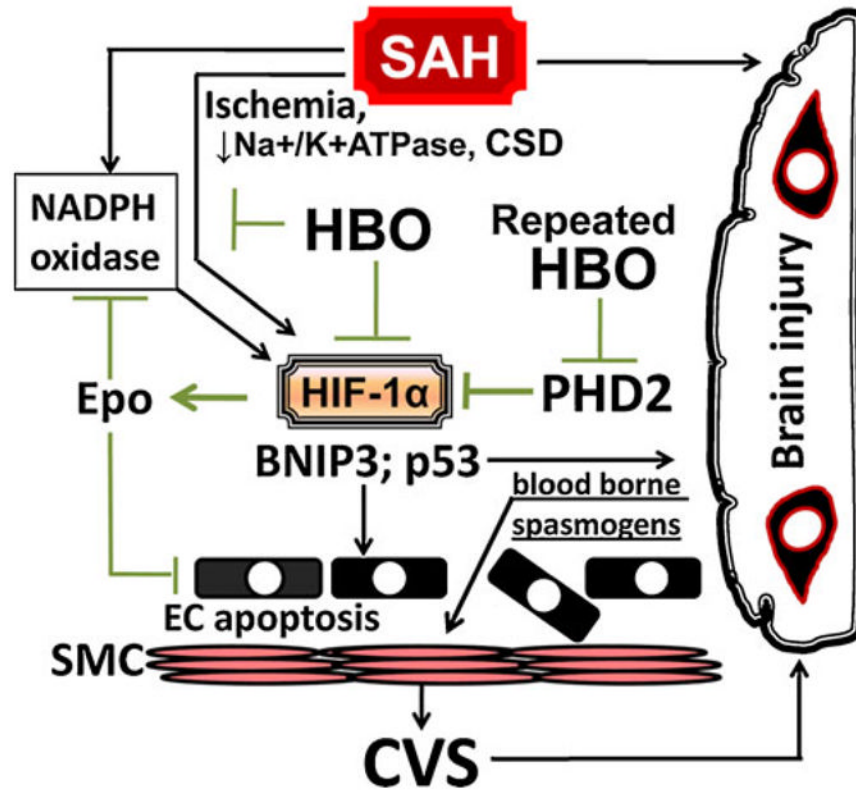 SAH
Ischemia,
↓Na+/K+ATPase, CSD
NADPH
oxidase
HBO
Repeated
HBO
HIF-1α
Epo
PHD2
BNIP3; p53
blood borne
spasmogens
EC apoptosis
SMC
CVS
Brain injury